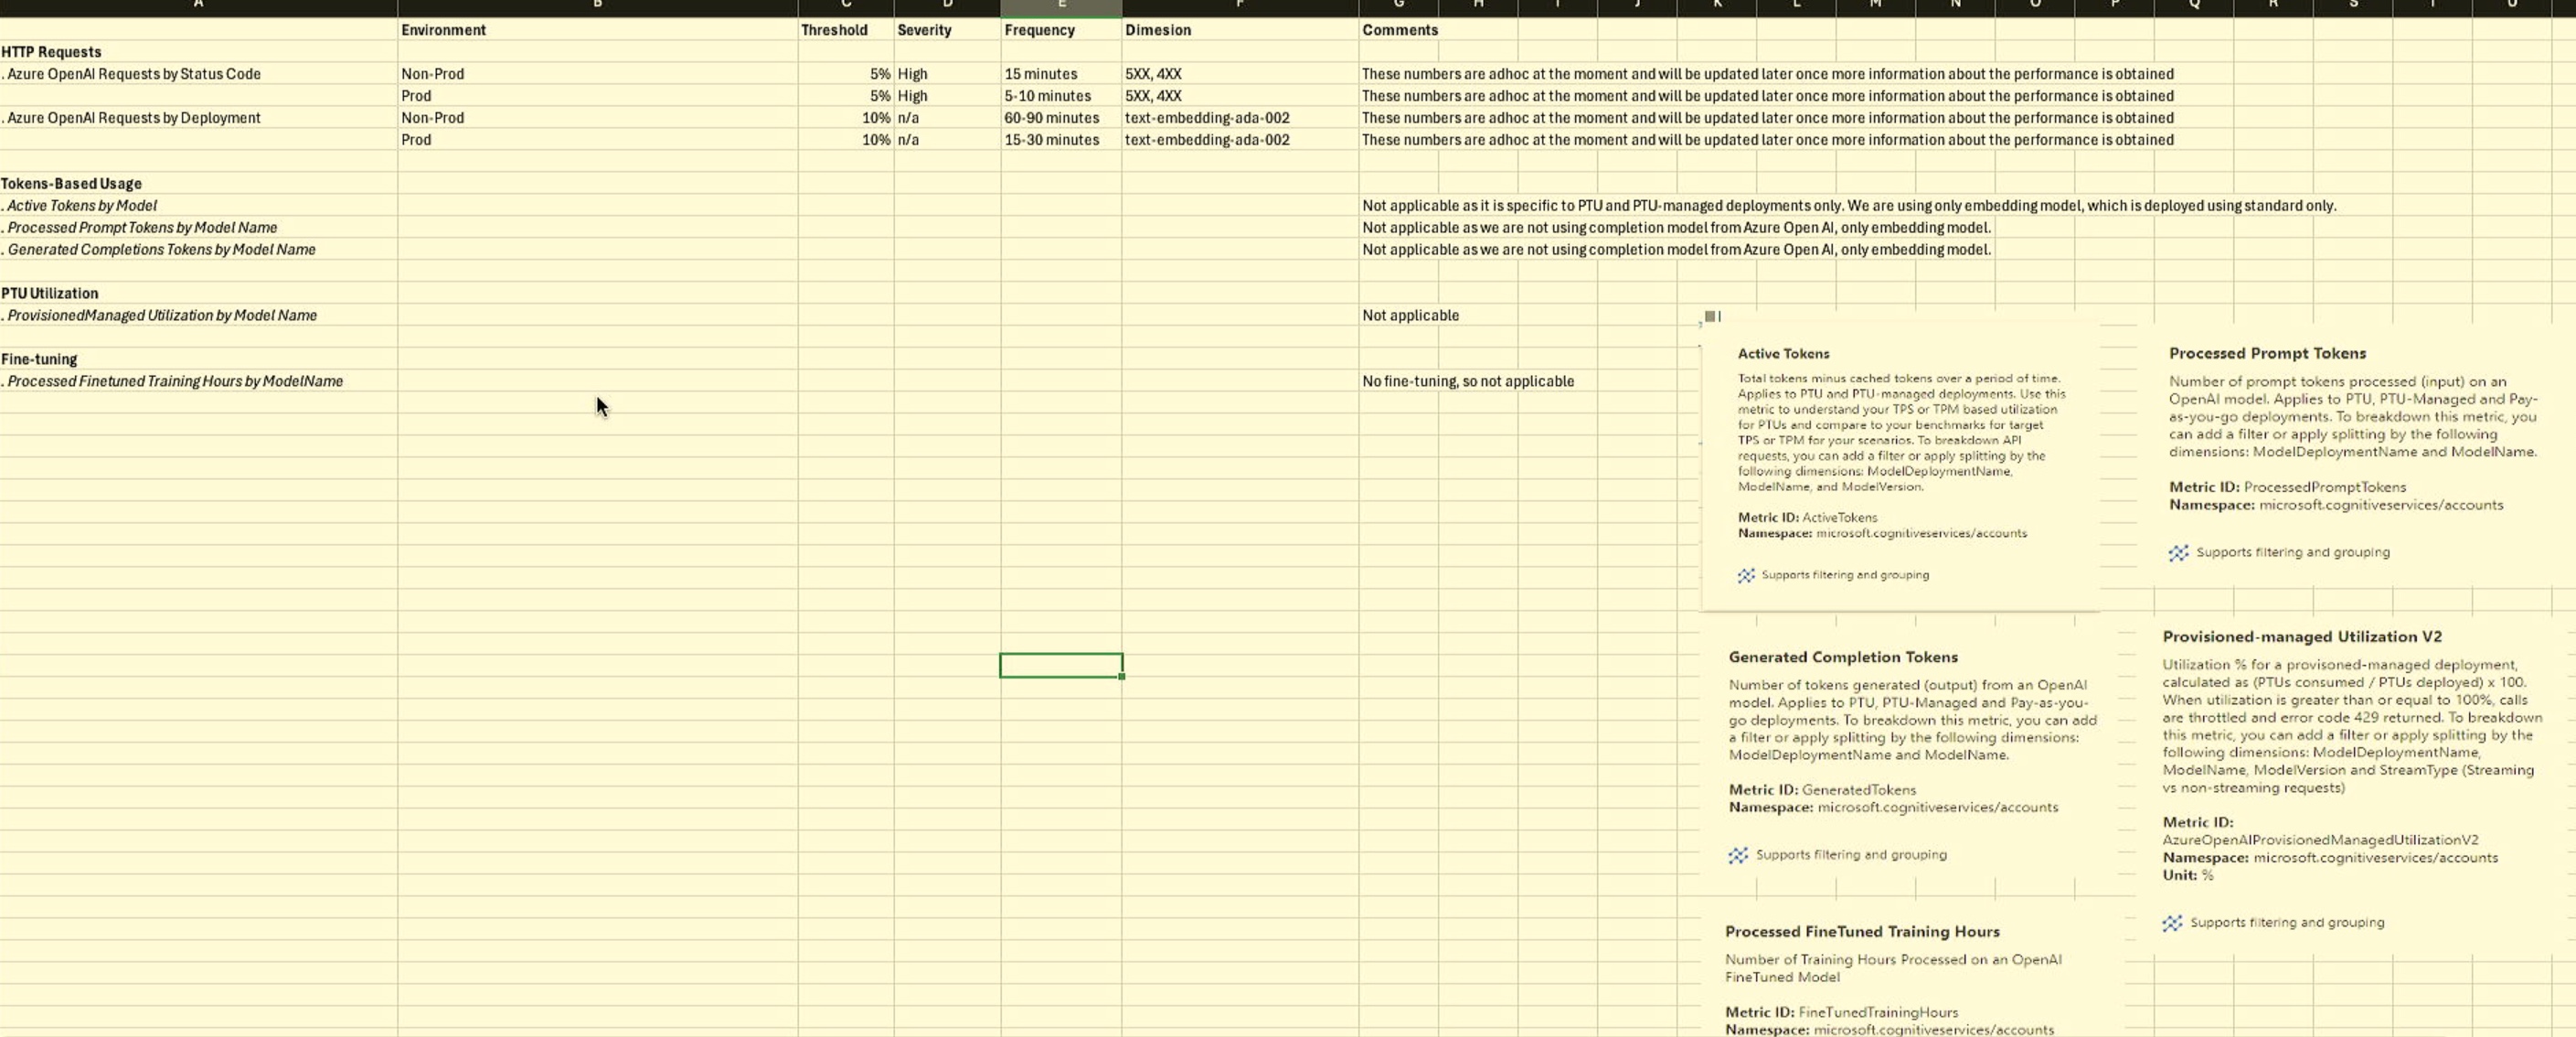 A B C D E F G H I J K L M N O P Q R S T U
Environment Threshold Severity Frequency Dimesion Comments
HTTP Requests
. Azure OpenAI Requests by Status Code Non-Prod 5% High 15 minutes 5XX, 4XX These numbers are adhoc at the moment and will be updated later once more information about the performance is obtained
Prod 5% High 5-10 minutes 5XX, 4XX These numbers are adhoc at the moment and will be updated later once more information about the performance is obtained
. Azure OpenAI Requests by Deployment Non-Prod 10% n/a 60-90 minutes text-embedding-ada-002 These numbers are adhoc at the moment and will be updated later once more information about the performance is obtained
Prod 10% n/a 15-30 minutes text-embedding-ada-002 These numbers are adhoc at the moment and will be updated later once more information about the performance is obtained
Tokens-Based Usage
. Active Tokens by Model Not applicable as it is specific to PTU and PTU-managed deployments only. We are using only embedding model, which is deployed using standard only.
. Processed Prompt Tokens by Model Name Not applicable as we are not using completion model from Azure Open AI, only embedding model.
. Generated Completions Tokens by Model Name Not applicable as we are not using completion model from Azure Open AI, only embedding model.
PTU Utilization
. ProvisionedManaged Utilization by Model Name Not applicable
Fine-tuning
. Processed Finetuned Training Hours by ModelName No fine-tuning, so not applicable
Active Tokens
Total tokens minus cached tokens over a period of time.
Applies to PTU and PTU-managed deployments. Use this
metric to understand your TPS or TPM based utilization
for PTUs and compare to your benchmarks for target
TPS or TPM for your scenarios. To breakdown API
requests, you can add a filter or apply splitting by the
following dimensions: ModelDeploymentName,
ModelName, and ModelVersion.
Metric ID: ActiveTokens
Namespace: microsoft.cognitiveservices/accounts
Supports filtering and grouping
Processed Prompt Tokens
Number of prompt tokens processed (input) on an
OpenAI model. Applies to PTU, PTU-Managed and Pay-
as-you-go deployments. To breakdown this metric, you
can add a filter or apply splitting by the following
dimensions: ModelDeploymentName and ModelName.
Metric ID: ProcessedPromptTokens
Namespace: microsoft.cognitiveservices/accounts
Supports filtering and grouping
Generated Completion Tokens
Number of tokens generated (output) from an OpenAI
model. Applies to PTU, PTU-Managed and Pay-as-you-
go deployments. To breakdown this metric, you can add
a filter or apply splitting by the following dimensions:
ModelDeploymentName and ModelName.
Metric ID: GeneratedTokens
Namespace: microsoft.cognitiveservices/accounts
Supports filtering and grouping
Provisioned-managed Utilization V2
Utilization % for a provisoned-managed deployment,
calculated as (PTUs consumed / PTUs deployed) x 100.
When utilization is greater than or equal to 100%, calls
are throttled and error code 429 returned. To breakdown
this metric, you can add a filter or apply splitting by the
following dimensions: ModelDeploymentName,
ModelName, ModelVersion and StreamType (Streaming
vs non-streaming requests)
Metric ID:
AzureOpenAIProvisionedManagedUtilizationV2
Namespace: microsoft.cognitiveservices/accounts
Unit: %
Supports filtering and grouping
Processed FineTuned Training Hours
Number of Training Hours Processed on an OpenAI
FineTuned Model
Metric ID: FineTunedTrainingHours
Namespace: microsoft.cognitiveservices/accounts